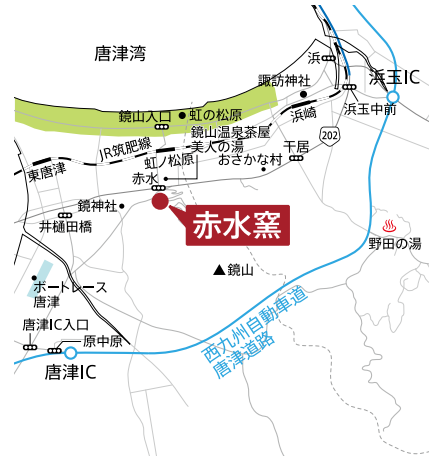 唐津湾
浜
浜玉IC
諏訪神社
鏡山入口
虹の松原
浜玉中前
浜崎
鏡山温泉茶屋
美人の湯
202
JR筑肥線
虹ノ松原
おさかな村
干居
東唐津
赤水
鏡神社
赤水窯
井樋田橋
野田の湯
鏡山
ボートレース
唐津
西九州自動車道
唐津道路
唐津IC入口
原中原
唐津IC